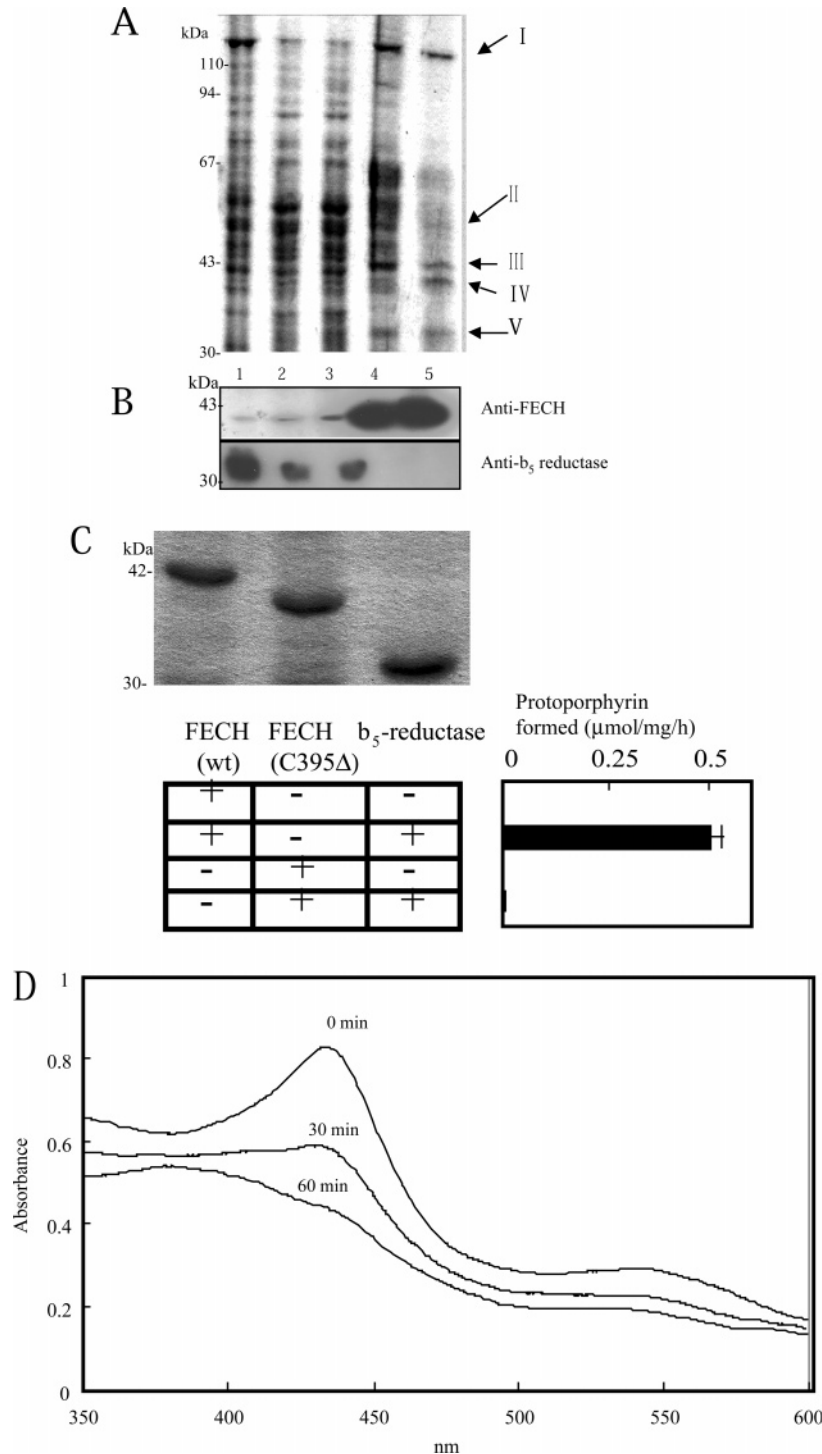 A
kDa
I
110-
94-
67-
II
43-
III
IV
V
30-
1 2 3 4 5
B
kDa
43-
Anti-FECH
Anti-b5 reductase
30-
C
kDa
42-
30-
Protoporphyrin
formed (μmol/mg/h)
FECH FECH b5-reductase
(wt) (C395Δ)
0 0.25 0.5
+ - -
+ - +
- + -
- + +
D
1
0 min
0.8
30 min
0.6
60 min
Absorbance
0.4
0.2
0
350 400 450 500 550 600
nm